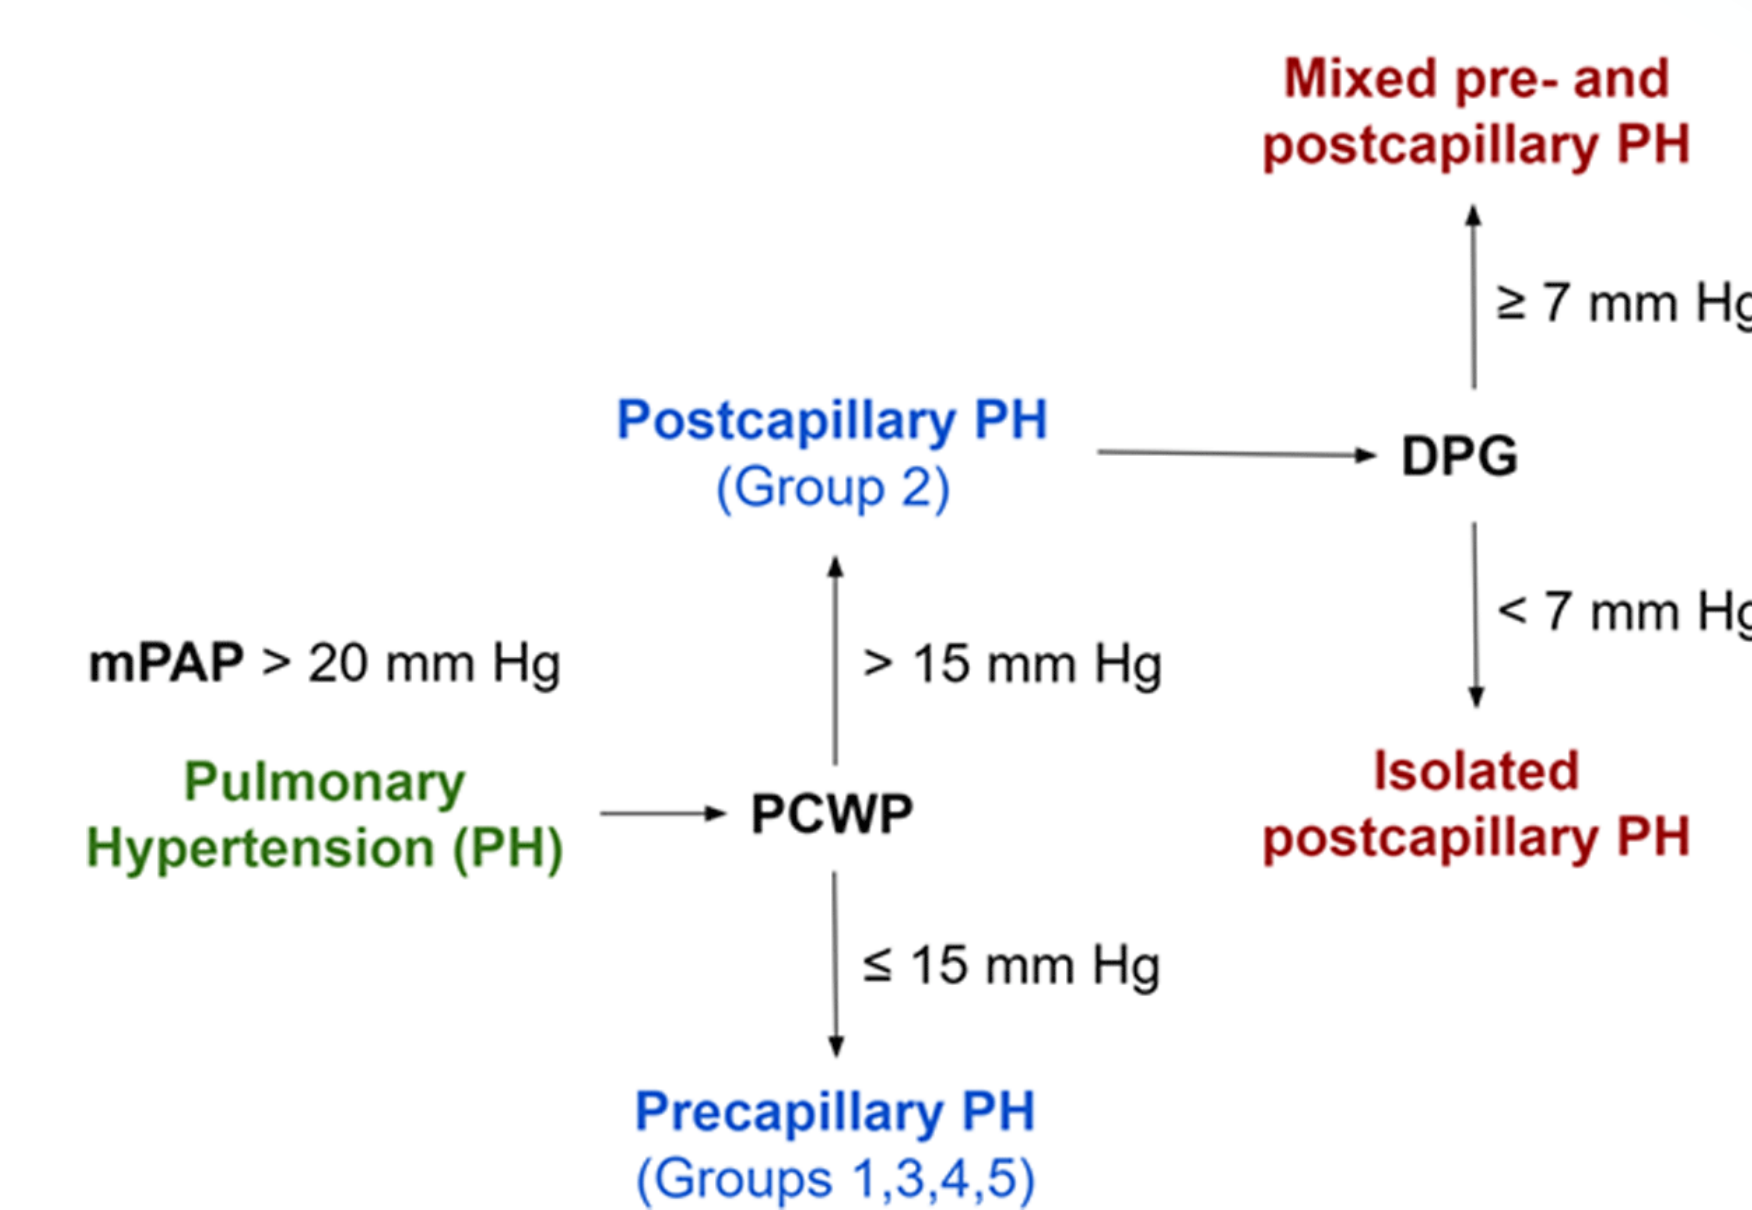 Mixed pre- and
postcapillary PH
≥ 7 mm Hg
Postcapillary PH
(Group 2)
DPG
< 7 mm Hg
mPAP > 20 mm Hg
> 15 mm Hg
Pulmonary
Hypertension (PH)
PCWP
Isolated
postcapillary PH
≤ 15 mm Hg
Precapillary PH
(Groups 1,3,4,5)